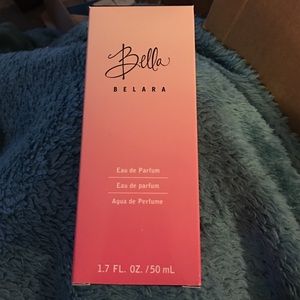 Bella
BELARA
Eau de Parfum
Eau de parfum
Agua de Perfume
1.7 FL. OZ. / 50 mL